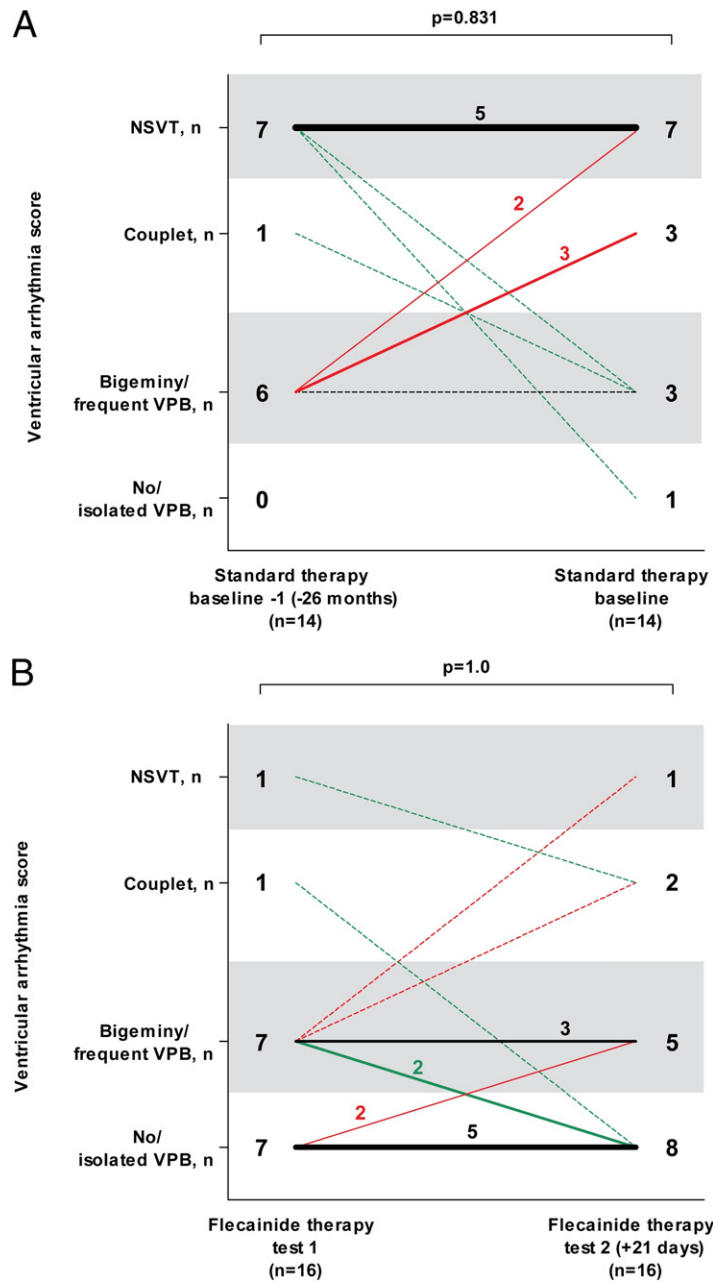 A
p=0.831
Ventricular arrhythmia score
NSVT, n
7
5
7
2
Couplet, n
1
3
3
Bigeminy/
frequent VPB, n
6
3
No/
isolated VPB, n
0
1
Standard therapy
baseline -1 (-26 months)
(n=14)
Standard therapy
baseline
(n=14)
B
p=1.0
Ventricular arrhythmia score
NSVT, n
1
1
Couplet, n
1
2
Bigeminy/
frequent VPB, n
7
3
5
2
2
No/
isolated VPB, n
7
5
8
Flecainide therapy
test 1
(n=16)
Flecainide therapy
test 2 (+21 days)
(n=16)